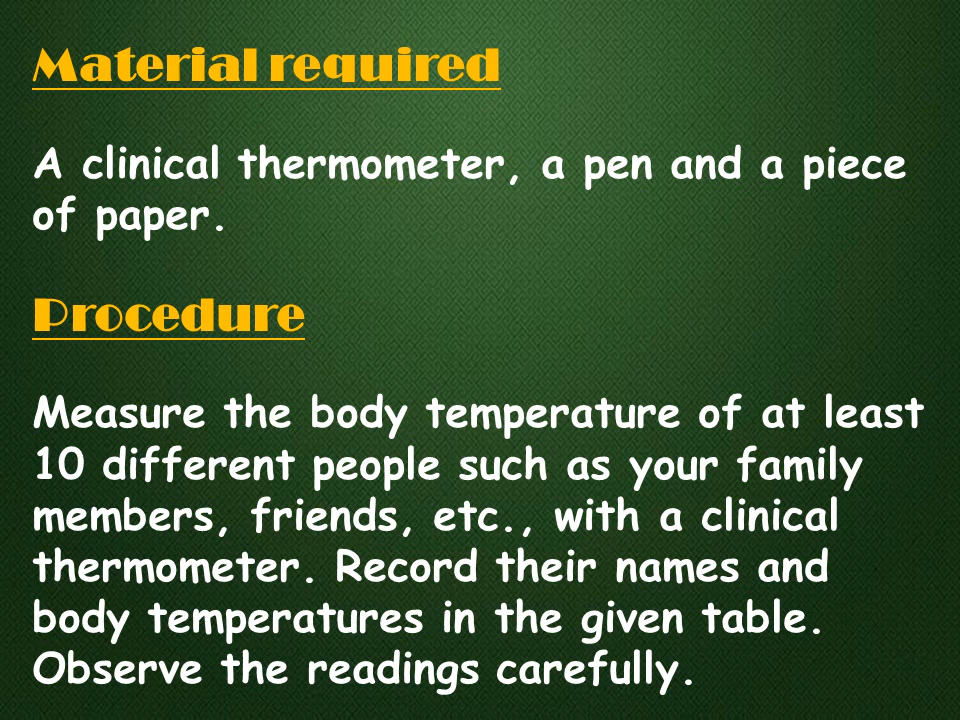 Material required
A clinical thermometer, a pen and a piece
of paper.
Procedure
Measure the body temperature of at least
10 different people such as your family
members, friends, etc., with a clinical
thermometer. Record their names and
body temperatures in the given table.
Observe the readings carefully.